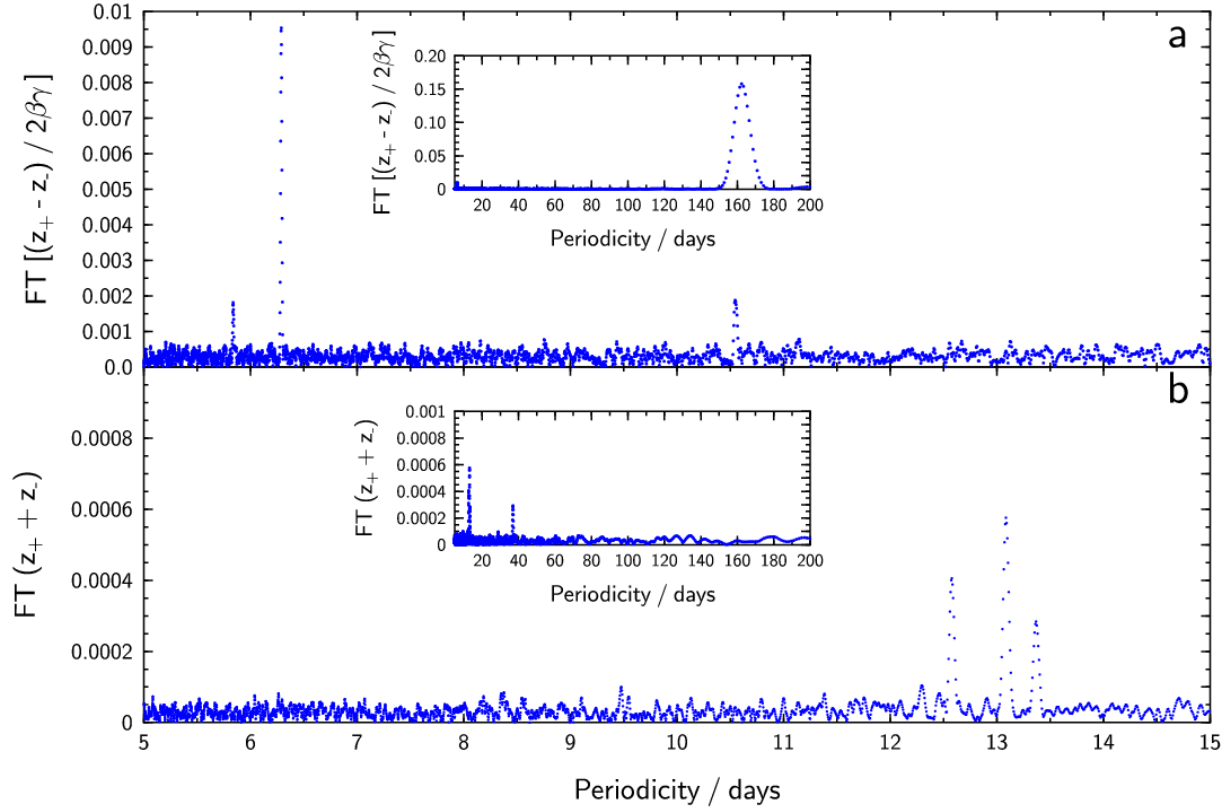 a
FT [(z₊ - z₋) / 2βγ]
0.01
0.009
0.008
0.007
0.006
0.005
0.004
0.003
0.002
0.001
0.0
FT [(z₊ - z₋) / 2βγ]
0.20
0.15
0.10
0.05
0
20 40 60 80 100 120 140 160 180 200
Periodicity / days
b
FT (z₊ + z₋)
0.0008
0.0006
0.0004
0.0002
0
FT (z₊ + z₋)
0.001
0.0008
0.0006
0.0004
0.0002
0
20 40 60 80 100 120 140 160 180 200
Periodicity / days
5 6 7 8 9 10 11 12 13 14 15
Periodicity / days